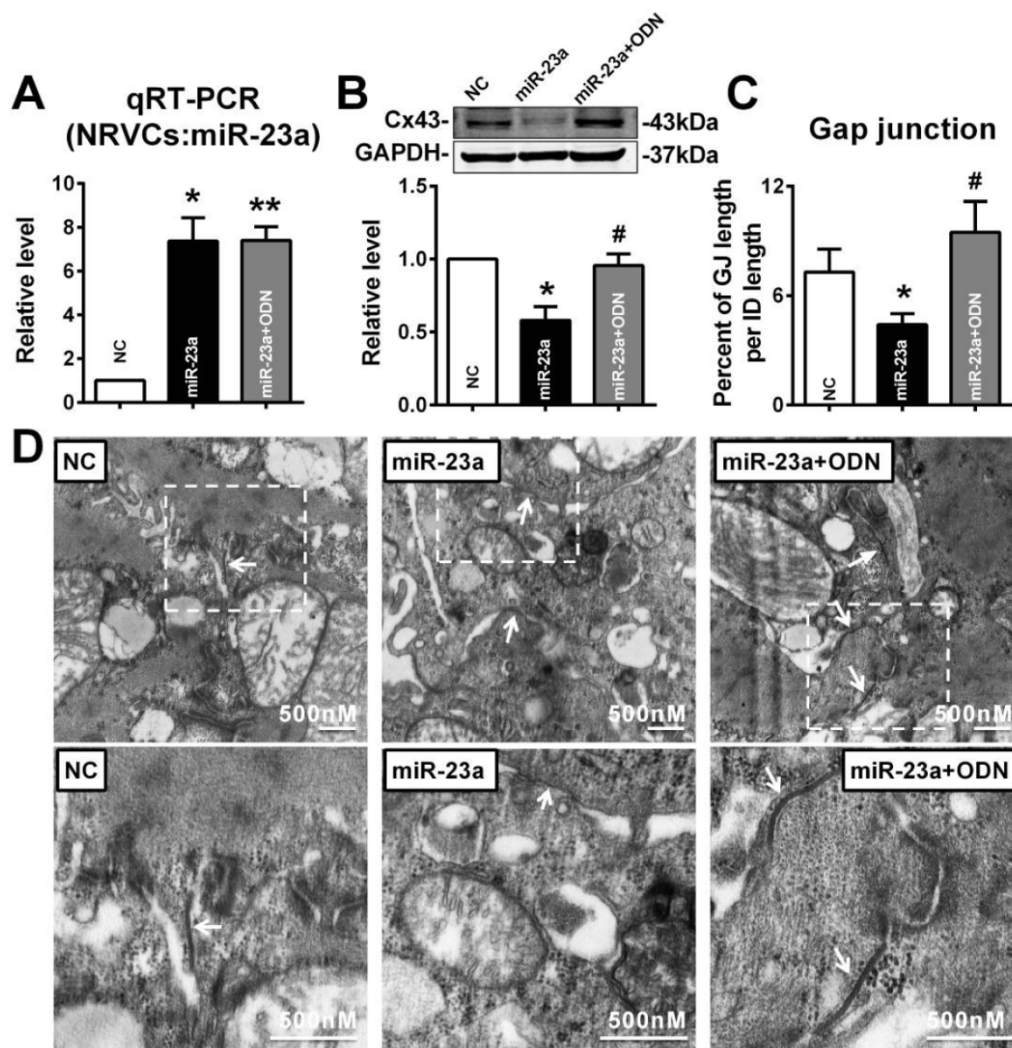 A
qRT-PCR
(NRVCs:miR-23a)
Relative level
10
8
6
4
2
0
NC
miR-23a
miR-23a+ODN
*
**
B
NC
miR-23a
miR-23a+ODN
Cx43-
-43kDa
GAPDH-
-37kDa
Relative level
1.5
1.0
0.5
0.0
NC
miR-23a
miR-23a+ODN
*
#
C
Gap junction
Percent of GJ length
per ID length
12
6
0
NC
miR-23a
miR-23a+ODN
*
#
D
NC
500nM
miR-23a
500nM
miR-23a+ODN
500nM
NC
500nM
miR-23a
500nM
miR-23a+ODN
500nM